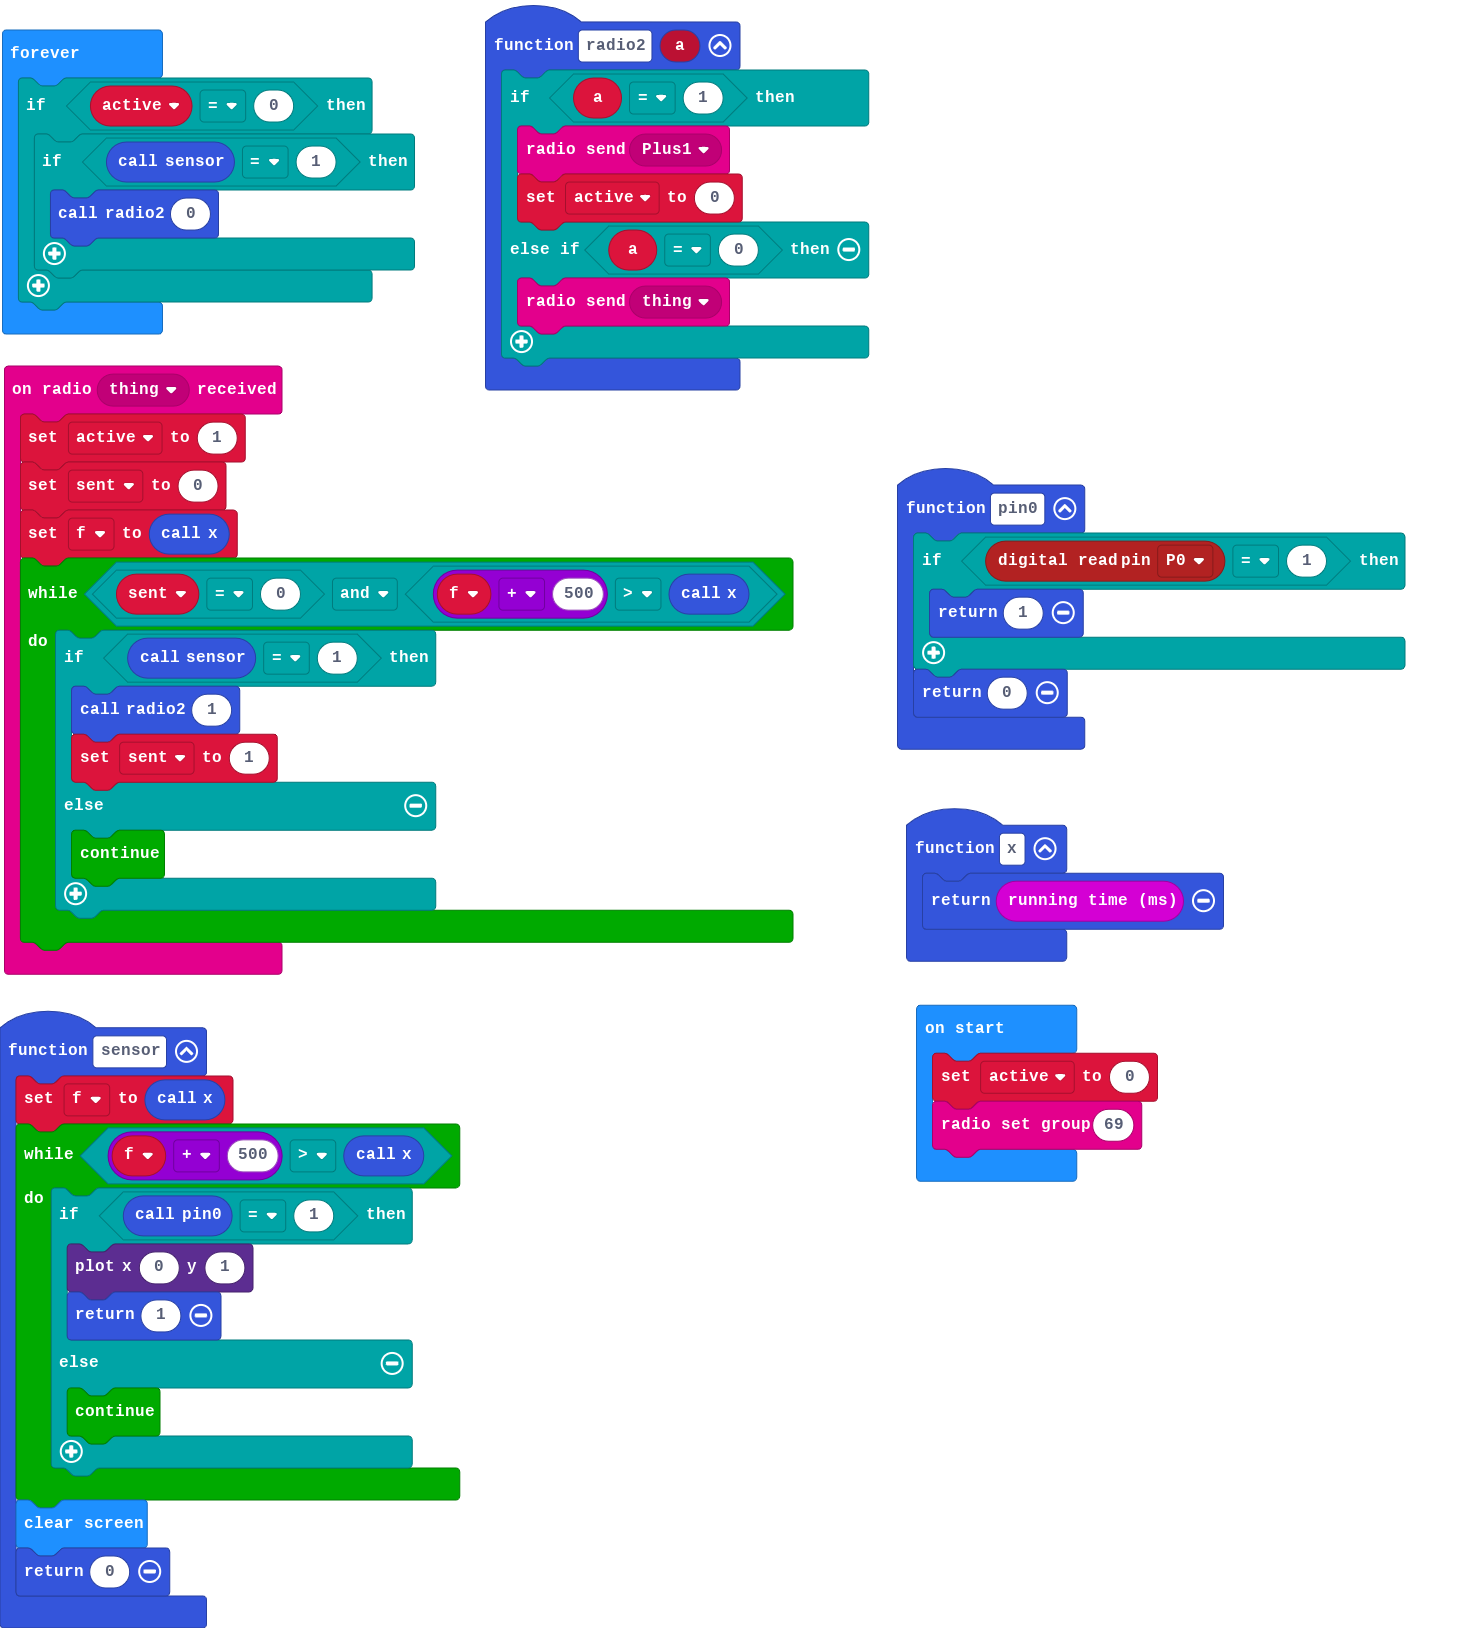 forever
if active = 0 then
if call sensor = 1 then
call radio2 0
function radio2 a
if a = 1 then
radio send Plus1
set active to 0
else if a = 0 then
radio send thing
on radio thing received
set active to 1
set sent to 0
set f to call x
while sent = 0 and f + 500 > call x
do
if call sensor = 1 then
call radio2 1
set sent to 1
else
continue
function pin0
if digital read pin P0 = 1 then
return 1
return 0
function x
return running time (ms)
on start
set active to 0
radio set group 69
function sensor
set f to call x
while f + 500 > call x
do
if call pin0 = 1 then
plot x 0 y 1
return 1
else
continue
clear screen
return 0